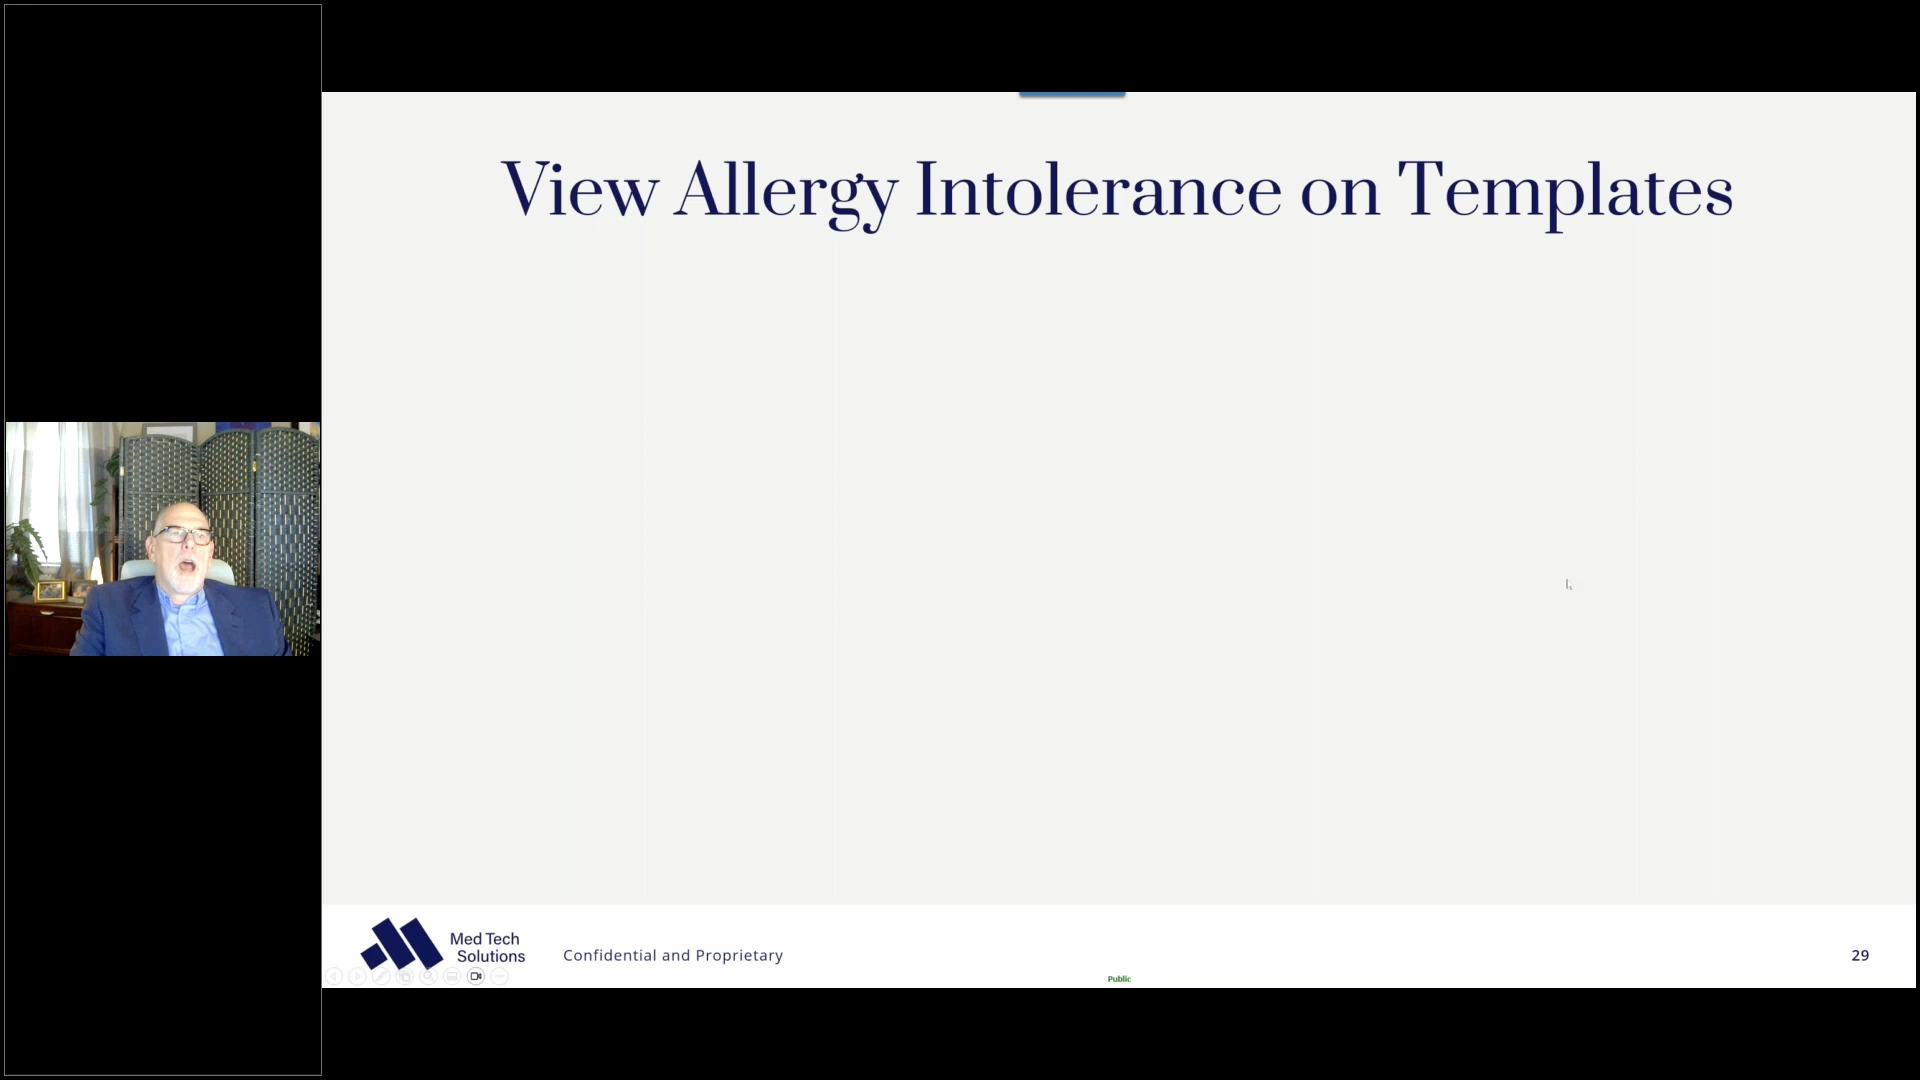 View Allergy Intolerance on Templates
Med Tech
Solutions
Confidential and Proprietary
29
Public